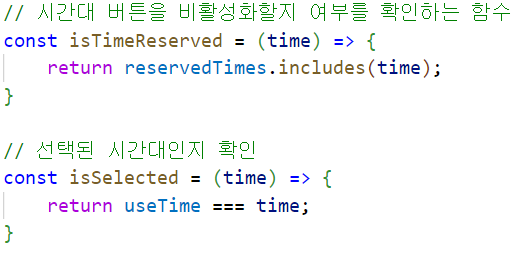 // 시간대 버튼을 비활성화할지 여부를 확인하는 함수
const isTimeReserved = (time) => {
    return reservedTimes.includes(time);
}

// 선택된 시간대인지 확인
const isSelected = (time) => {
    return useTime === time;
}